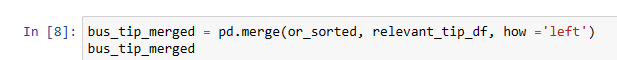 In [8]: bus_tip_merged = pd.merge(or_sorted, relevant_tip_df, how ='left')
bus_tip_merged